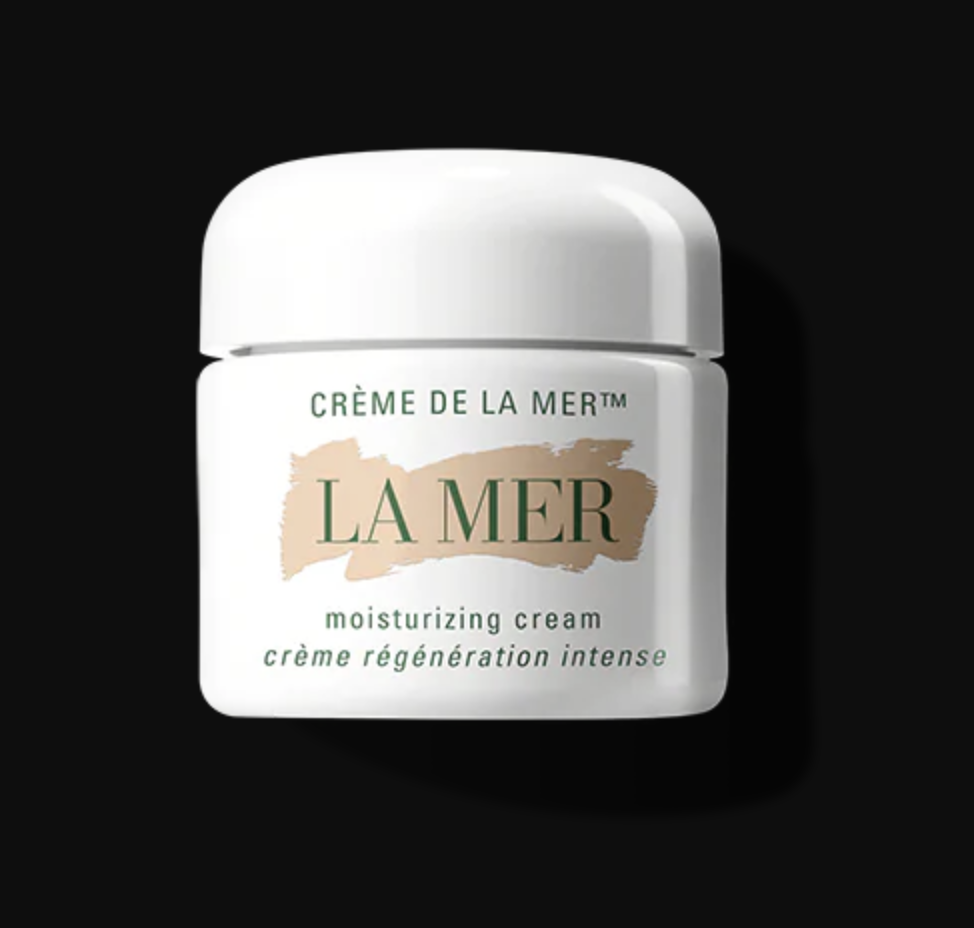 CRÈME DE LA MER™
LA MER
moisturizing cream
crème régénération intense